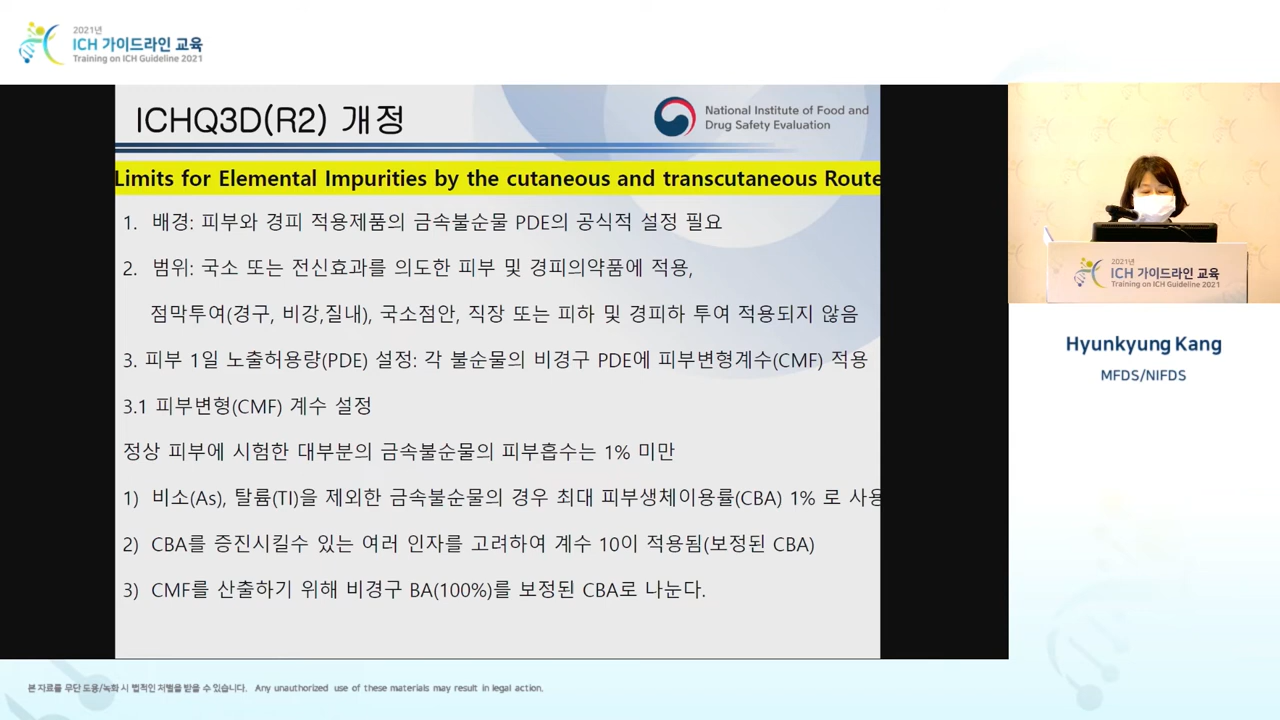 2021년
ICH 가이드라인 교육
Training on ICH Guideline 2021
ICHQ3D(R2) 개정
National Institute of Food and
Drug Safety Evaluation
Limits for Elemental Impurities by the cutaneous and transcutaneous Route
1. 배경: 피부와 경피 적용제품의 금속불순물 PDE의 공식적 설정 필요
2. 범위: 국소 또는 전신효과를 의도한 피부 및 경피의약품에 적용,
점막투여(경구, 비강,질내), 국소점안, 직장 또는 피하 및 경피하 투여 적용되지 않음
3. 피부 1일 노출허용량(PDE) 설정: 각 불순물의 비경구 PDE에 피부변형계수(CMF) 적용
3.1 피부변형(CMF) 계수 설정
정상 피부에 시험한 대부분의 금속불순물의 피부흡수는 1% 미만
1) 비소(As), 탈륨(Tl)을 제외한 금속불순물의 경우 최대 피부생체이용률(CBA) 1% 로 사용
2) CBA를 증진시킬수 있는 여러 인자를 고려하여 계수 10이 적용됨(보정된 CBA)
3) CMF를 산출하기 위해 비경구 BA(100%)를 보정된 CBA로 나눈다.
2021년
ICH 가이드라인 교육
Training on ICH Guideline 2021
Hyunkyung Kang
MFDS/NIFDS
본 자료를 무단 도용/녹화 시 법적인 처벌을 받을 수 있습니다. Any unauthorized use of these materials may result in legal action.